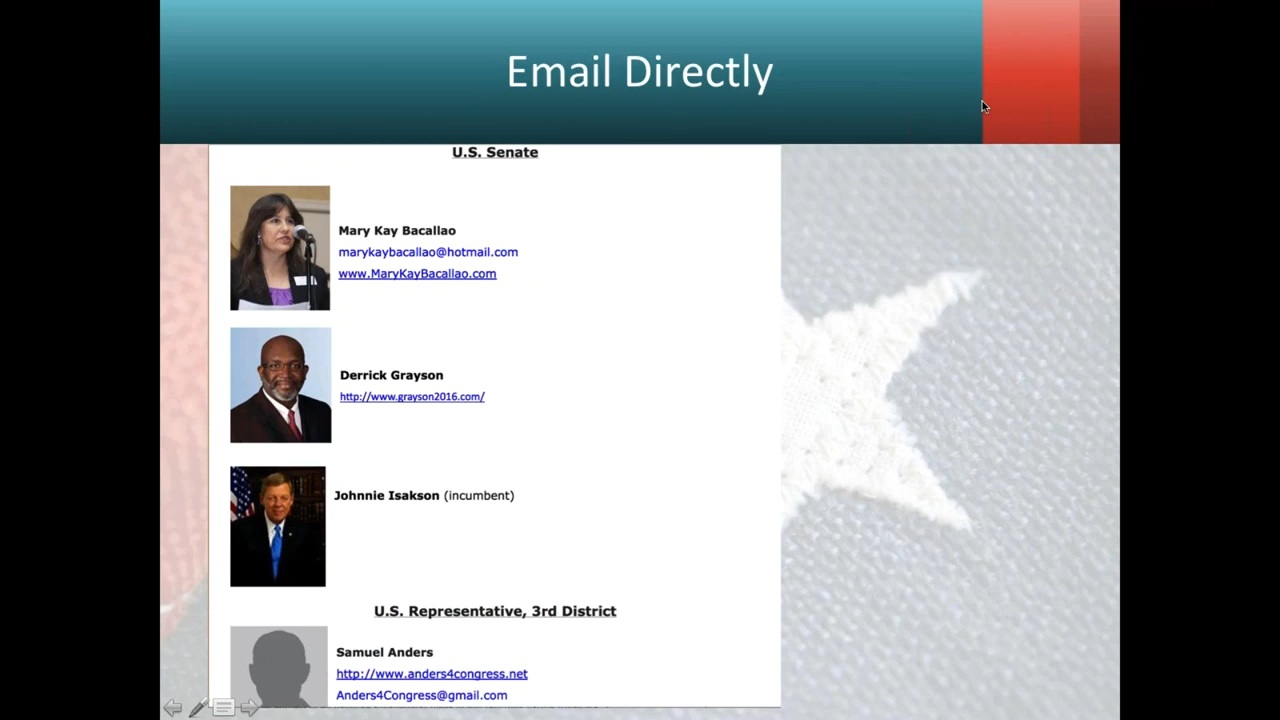 Email Directly
U.S. Senate
Mary Kay Bacallao
marykaybacallao@hotmail.com
www.MaryKayBacallao.com
Derrick Grayson
http://www.grayson2016.com/
Johnnie Isakson (incumbent)
U.S. Representative, 3rd District
Samuel Anders
http://www.anders4congress.net
Anders4Congress@gmail.com